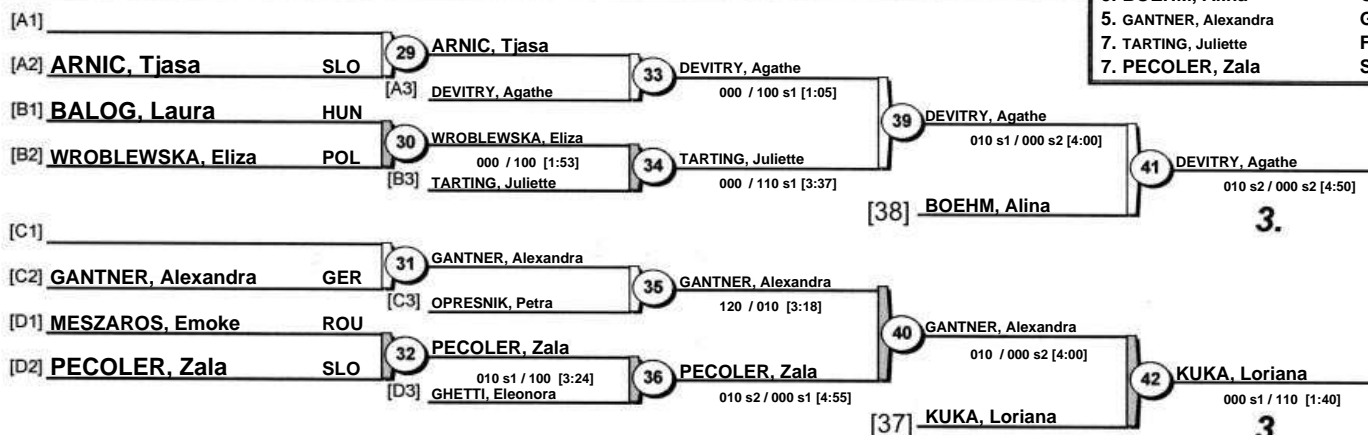 5. GANTNER, Alexandra G
7. TARTING, Juliette F
7. PECOLER, Zala S
[A1]
[A2] ARNIC, Tjasa SLO
29 ARNIC, Tjasa
[A3] DEVITRY, Agathe
33 DEVITRY, Agathe
000 / 100 s1 [1:05]
[B1] BALOG, Laura HUN
[B2] WROBLEWSKA, Eliza POL
30 WROBLEWSKA, Eliza
000 / 100 [1:53]
[B3] TARTING, Juliette
34 TARTING, Juliette
000 / 110 s1 [3:37]
39 DEVITRY, Agathe
010 s1 / 000 s2 [4:00]
[38] BOEHM, Alina
41 DEVITRY, Agathe
010 s2 / 000 s2 [4:50]
3.
[C1]
[C2] GANTNER, Alexandra GER
31 GANTNER, Alexandra
[C3] OPRESNIK, Petra
35 GANTNER, Alexandra
120 / 010 [3:18]
[D1] MESZAROS, Emoke ROU
[D2] PECOLER, Zala SLO
32 PECOLER, Zala
010 s1 / 100 [3:24]
[D3] GHETTI, Eleonora
36 PECOLER, Zala
010 s2 / 000 s1 [4:55]
40 GANTNER, Alexandra
010 / 000 s2 [4:00]
[37] KUKA, Loriana
42 KUKA, Loriana
000 s1 / 110 [1:40]
3